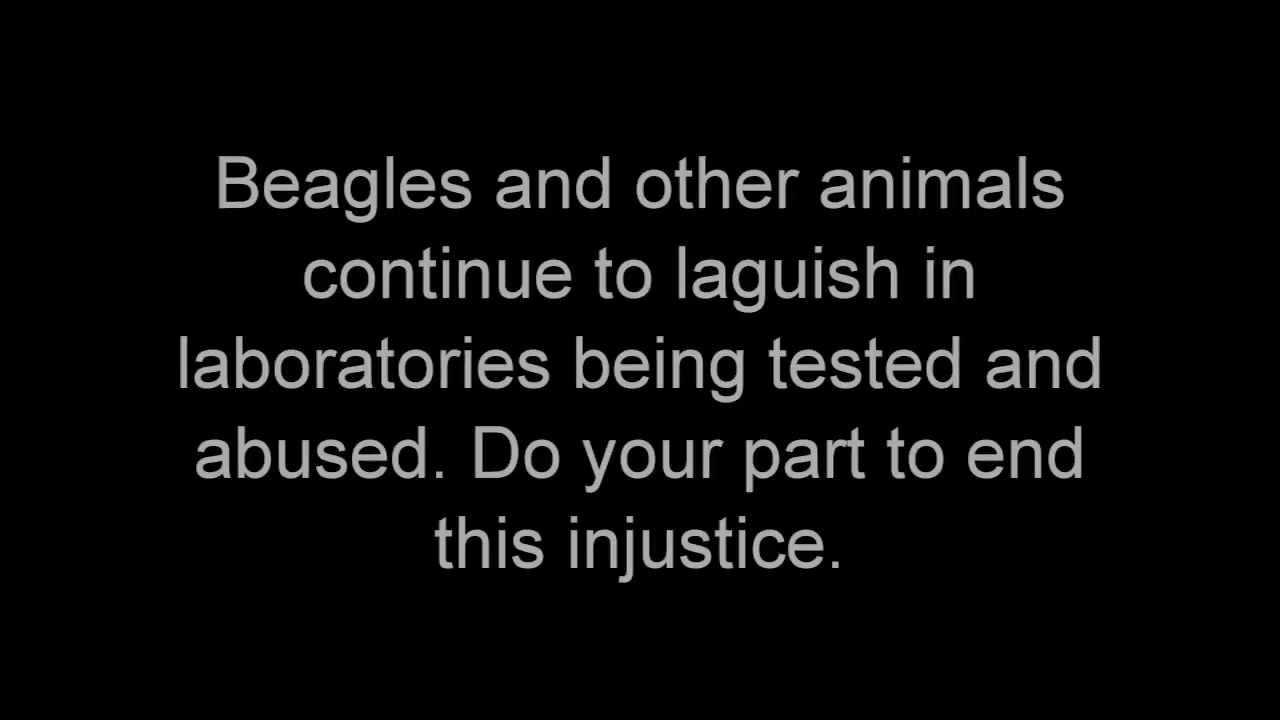 Beagles and other animals
continue to laguish in
laboratories being tested and
abused. Do your part to end
this injustice.